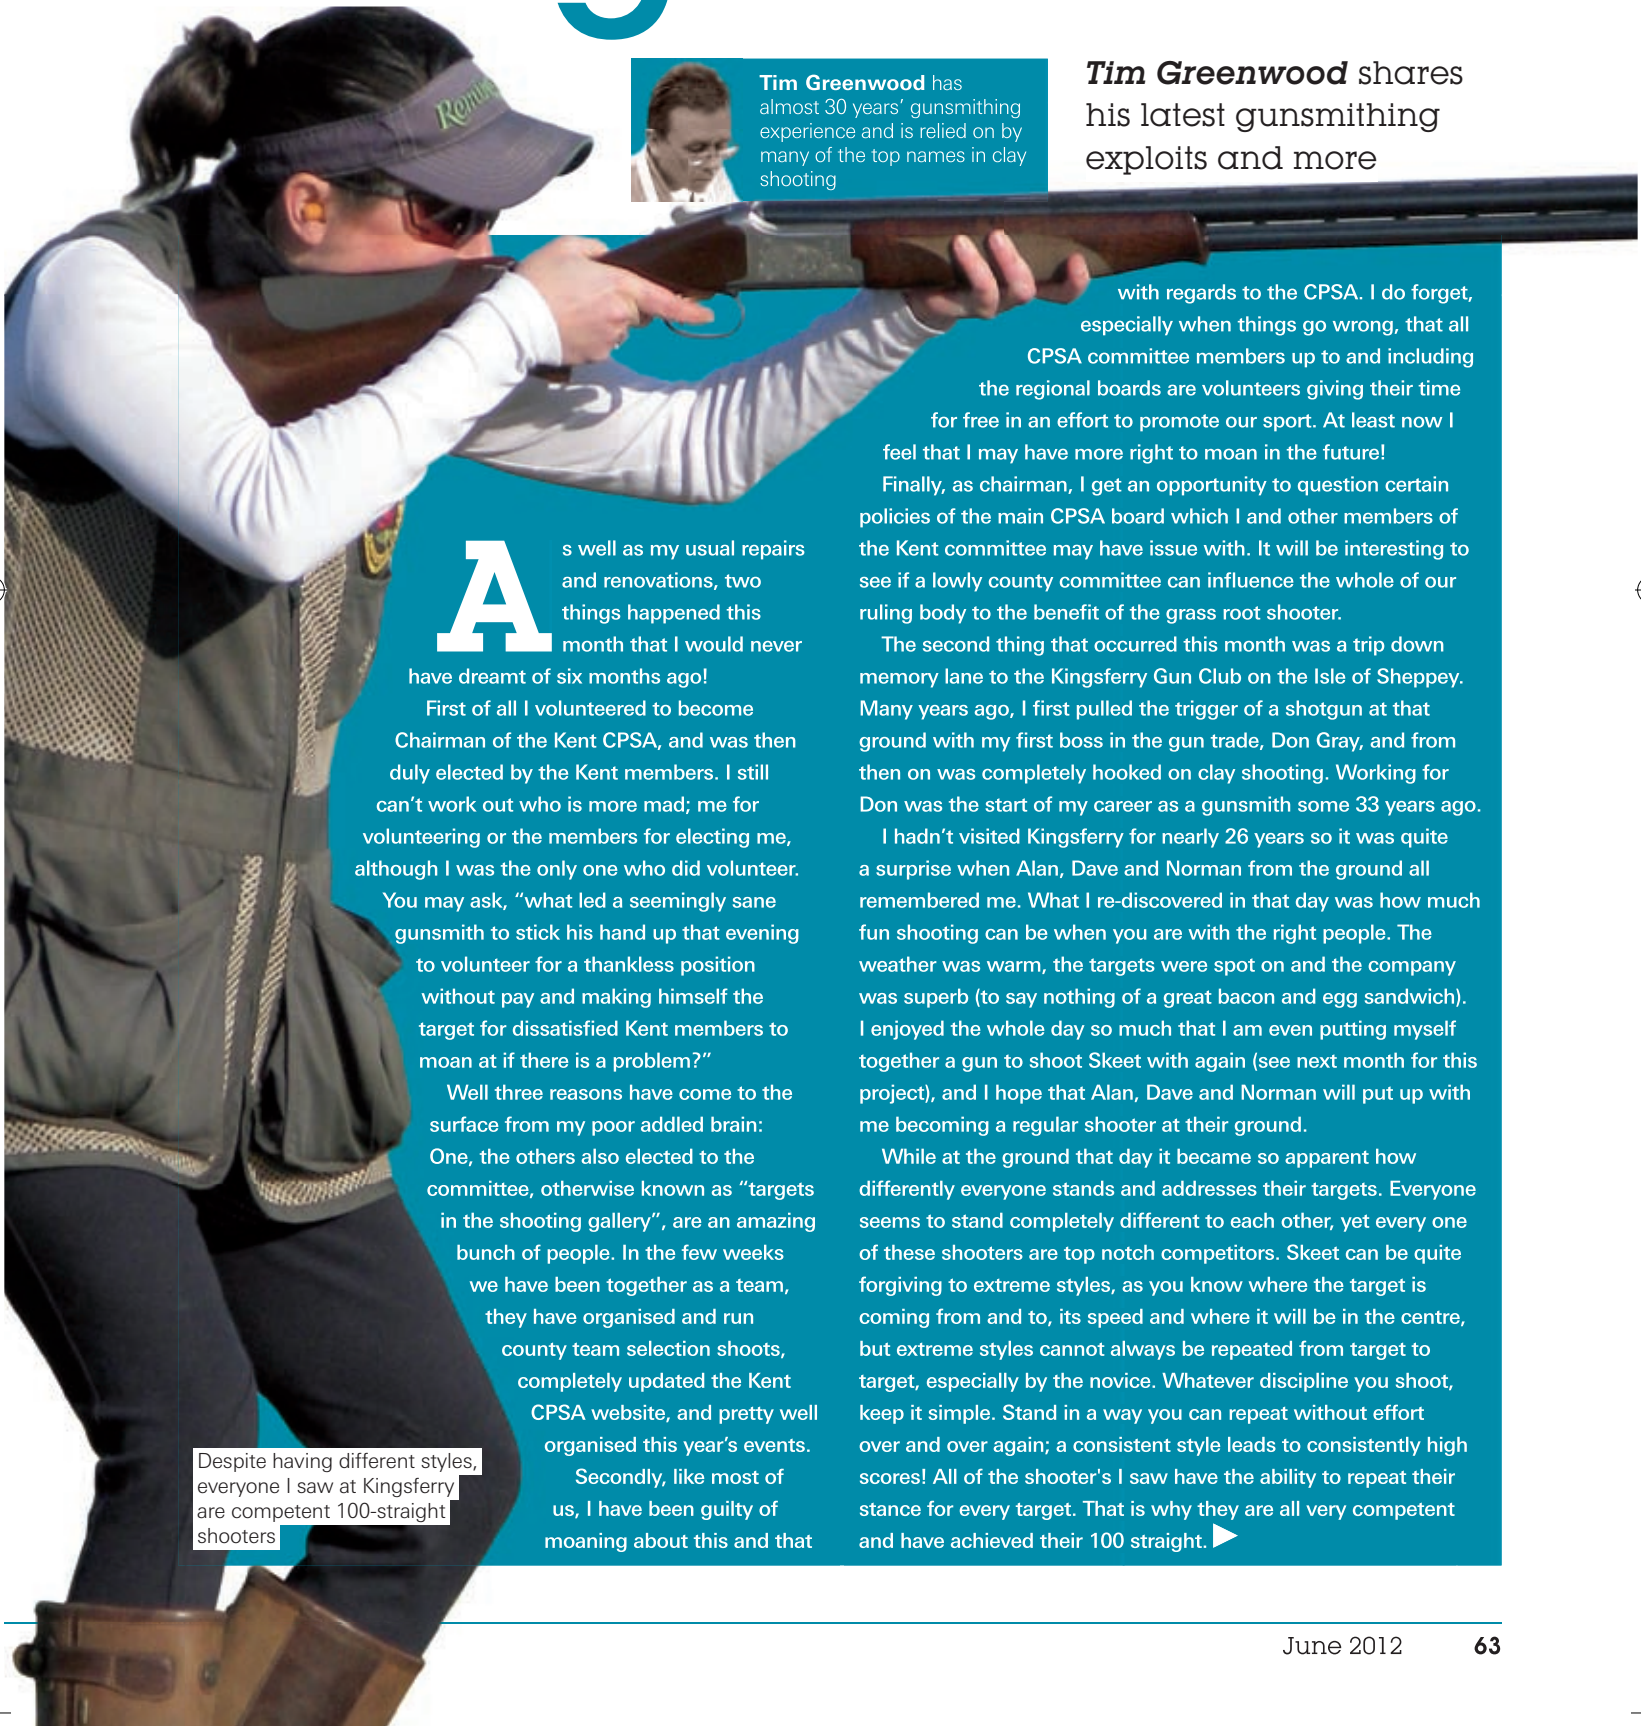 Tim Greenwood has
almost 30 years’ gunsmithing
experience and is relied on by
many of the top names in clay
shooting
Tim Greenwood shares
his latest gunsmithing
exploits and more
As well as my usual repairs
and renovations, two
things happened this
month that I would never
have dreamt of six months ago!
First of all I volunteered to become
Chairman of the Kent CPSA, and was then
duly elected by the Kent members. I still
can’t work out who is more mad; me for
volunteering or the members for electing me,
although I was the only one who did volunteer.
You may ask, “what led a seemingly sane
gunsmith to stick his hand up that evening
to volunteer for a thankless position
without pay and making himself the
target for dissatisfied Kent members to
moan at if there is a problem?”
Well three reasons have come to the
surface from my poor addled brain:
One, the others also elected to the
committee, otherwise known as “targets
in the shooting gallery”, are an amazing
bunch of people. In the few weeks
we have been together as a team,
they have organised and run
county team selection shoots,
completely updated the Kent
CPSA website, and pretty well
organised this year’s events.
Secondly, like most of
us, I have been guilty of
moaning about this and that
with regards to the CPSA. I do forget,
especially when things go wrong, that all
CPSA committee members up to and including
the regional boards are volunteers giving their time
for free in an effort to promote our sport. At least now I
feel that I may have more right to moan in the future!
Finally, as chairman, I get an opportunity to question certain
policies of the main CPSA board which I and other members of
the Kent committee may have issue with. It will be interesting to
see if a lowly county committee can influence the whole of our
ruling body to the benefit of the grass root shooter.
The second thing that occurred this month was a trip down
memory lane to the Kingsferry Gun Club on the Isle of Sheppey.
Many years ago, I first pulled the trigger of a shotgun at that
ground with my first boss in the gun trade, Don Gray, and from
then on was completely hooked on clay shooting. Working for
Don was the start of my career as a gunsmith some 33 years ago.
I hadn’t visited Kingsferry for nearly 26 years so it was quite
a surprise when Alan, Dave and Norman from the ground all
remembered me. What I re-discovered in that day was how much
fun shooting can be when you are with the right people. The
weather was warm, the targets were spot on and the company
was superb (to say nothing of a great bacon and egg sandwich).
I enjoyed the whole day so much that I am even putting myself
together a gun to shoot Skeet with again (see next month for this
project), and I hope that Alan, Dave and Norman will put up with
me becoming a regular shooter at their ground.
While at the ground that day it became so apparent how
differently everyone stands and addresses their targets. Everyone
seems to stand completely different to each other, yet every one
of these shooters are top notch competitors. Skeet can be quite
forgiving to extreme styles, as you know where the target is
coming from and to, its speed and where it will be in the centre,
but extreme styles cannot always be repeated from target to
target, especially by the novice. Whatever discipline you shoot,
keep it simple. Stand in a way you can repeat without effort
over and over again; a consistent style leads to consistently high
scores! All of the shooter's I saw have the ability to repeat their
stance for every target. That is why they are all very competent
and have achieved their 100 straight.
Despite having different styles,
everyone I saw at Kingsferry
are competent 100-straight
shooters
June 2012 63